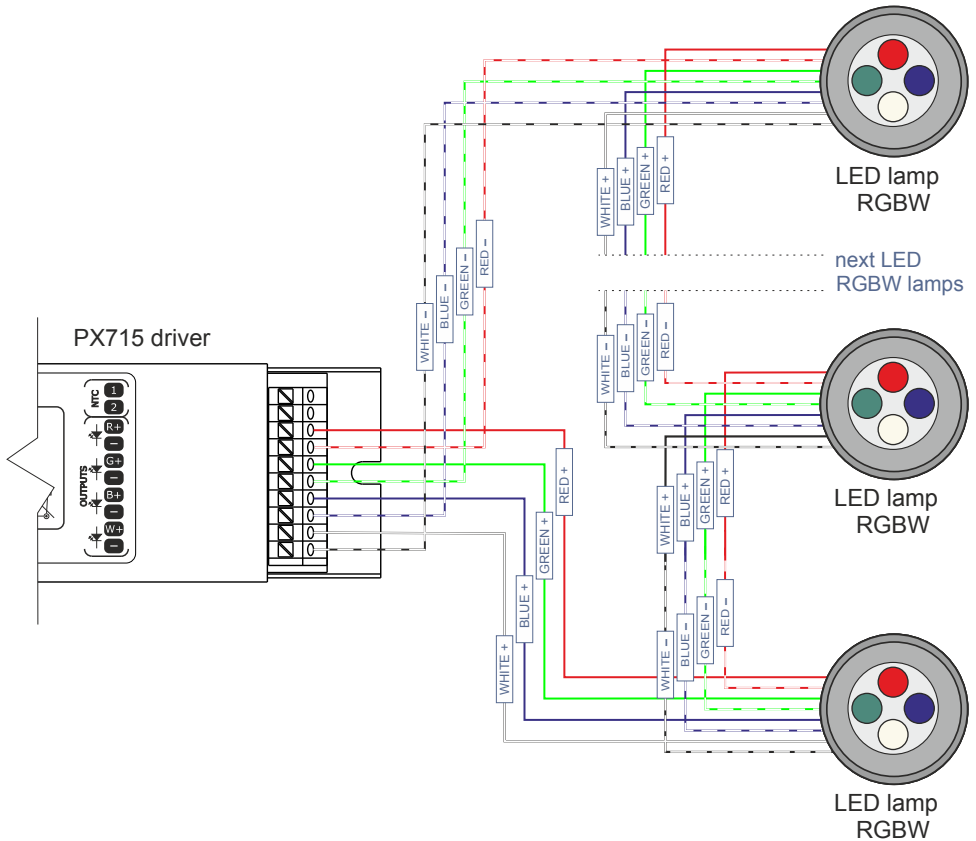 LED lamp
RGBW
WHITE +
BLUE +
GREEN +
RED +
WHITE –
BLUE –
GREEN –
RED –
next LED
RGBW lamps
WHITE –
BLUE –
GREEN –
RED –
PX715 driver
NTC
1
2
OUTPUTS
R+
–
G+
–
B+
–
W+
–
LED lamp
RGBW
WHITE +
BLUE +
GREEN +
RED +
WHITE +
BLUE +
GREEN +
RED +
WHITE –
BLUE –
GREEN –
RED –
LED lamp
RGBW